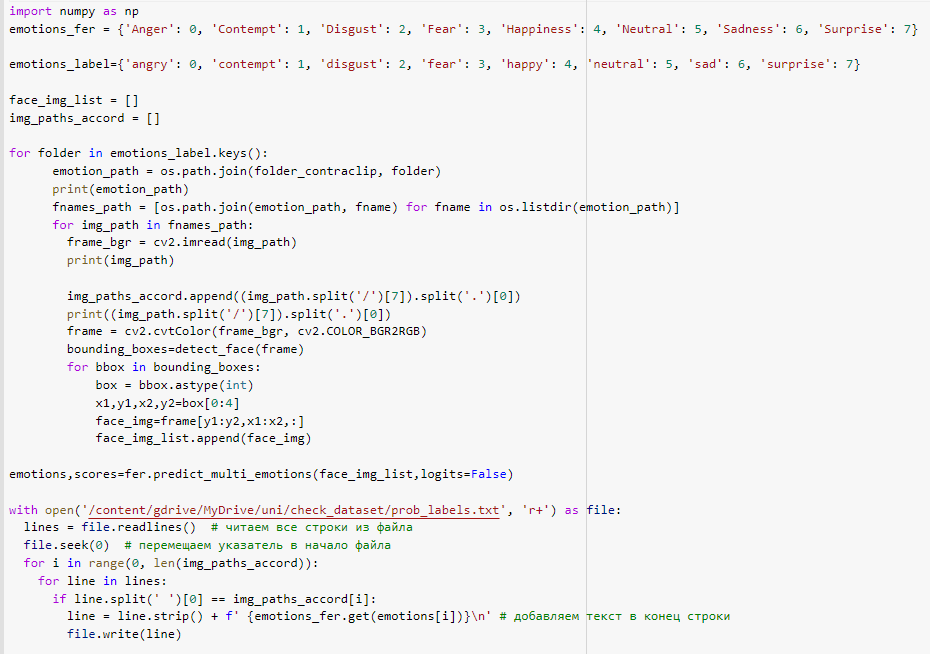 import numpy as np
emotions_fer = {'Anger': 0, 'Contempt': 1, 'Disgust': 2, 'Fear': 3, 'Happiness': 4, 'Neutral': 5, 'Sadness': 6, 'Surprise': 7}
emotions_label={'angry': 0, 'contempt': 1, 'disgust': 2, 'fear': 3, 'happy': 4, 'neutral': 5, 'sad': 6, 'surprise': 7}
face_img_list = []
img_paths_accord = []
for folder in emotions_label.keys():
      emotion_path = os.path.join(folder_contraclip, folder)
      print(emotion_path)
      fnames_path = [os.path.join(emotion_path, fname) for fname in os.listdir(emotion_path)]
      for img_path in fnames_path:
        frame_bgr = cv2.imread(img_path)
        print(img_path)
        img_paths_accord.append((img_path.split('/')[7]).split('.')[0])
        print((img_path.split('/')[7]).split('.')[0])
        frame = cv2.cvtColor(frame_bgr, cv2.COLOR_BGR2RGB)
        bounding_boxes=detect_face(frame)
        for bbox in bounding_boxes:
            box = bbox.astype(int)
            x1,y1,x2,y2=box[0:4]
            face_img=frame[y1:y2,x1:x2,:]
            face_img_list.append(face_img)
emotions,scores=fer.predict_multi_emotions(face_img_list,logits=False)
with open('/content/gdrive/MyDrive/uni/check_dataset/prob_labels.txt', 'r+') as file:
  lines = file.readlines()  # читаем все строки из файла
  file.seek(0)  # перемещаем указатель в начало файла
  for i in range(0, len(img_paths_accord)):
    for line in lines:
      if line.split(' ')[0] == img_paths_accord[i]:
        line = line.strip() + f' {emotions_fer.get(emotions[i])}\n' # добавляем текст в конец строки
        file.write(line)